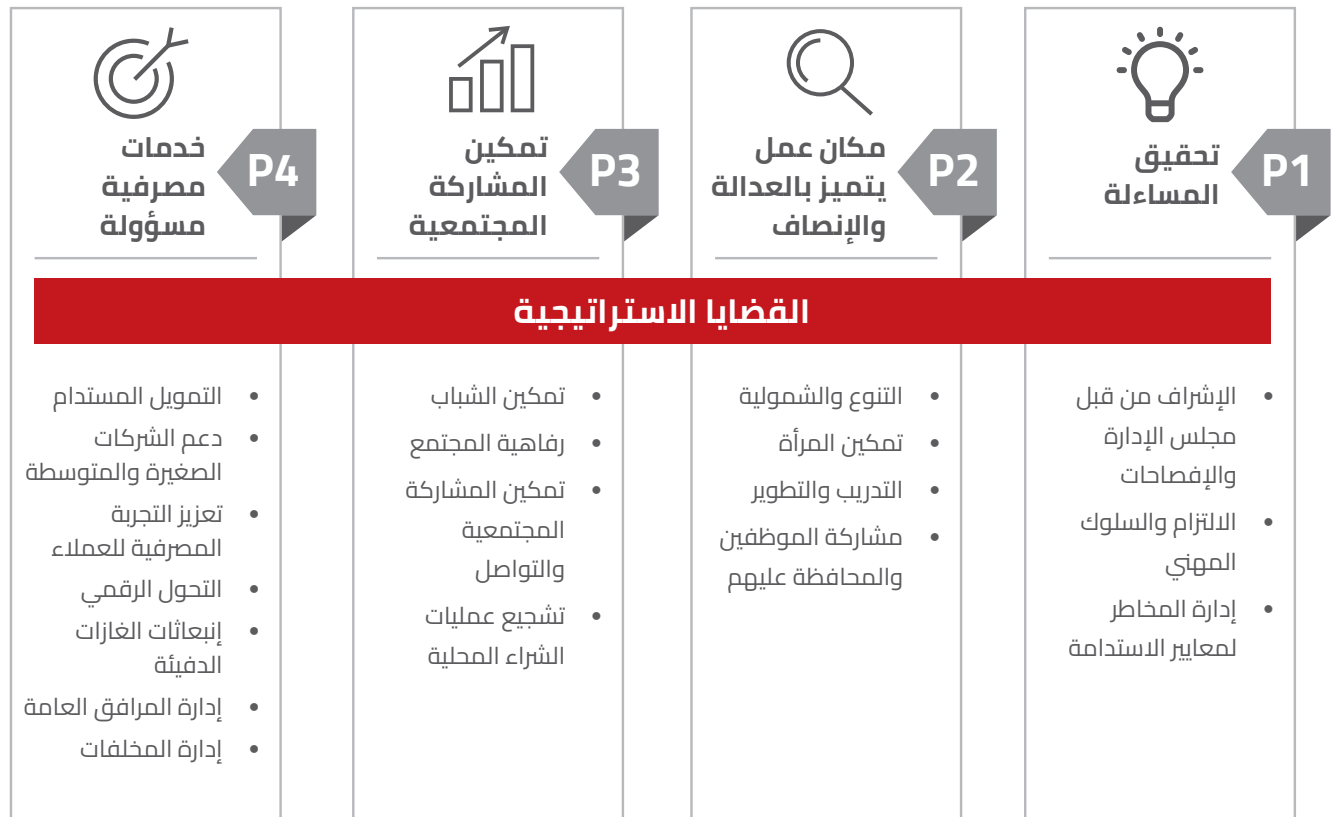 P1
تحقيق
المساءلة
P2
مكان عمل
يتميز بالعدالة
والإنصاف
P3
تمكين
المشاركة
المجتمعية
P4
خدمات
مصرفية
مسؤولة
القضايا الاستراتيجية
• الإشراف من قبل
مجلس الإدارة
والإفصاحات
• الالتزام والسلوك
المهني
• إدارة المخاطر
لمعايير الاستدامة
• التنوع والشمولية
• تمكين المرأة
• التدريب والتطوير
• مشاركة الموظفين
والمحافظة عليهم
• تمكين الشباب
• رفاهية المجتمع
• تمكين المشاركة
المجتمعية
والتواصل
• تشجيع عمليات
الشراء المحلية
• التمويل المستدام
• دعم الشركات
الصغيرة والمتوسطة
• تعزيز التجربة
المصرفية للعملاء
• التحول الرقمي
• إنبعاثات الغازات
الدفيئة
• إدارة المرافق العامة
• إدارة المخلفات